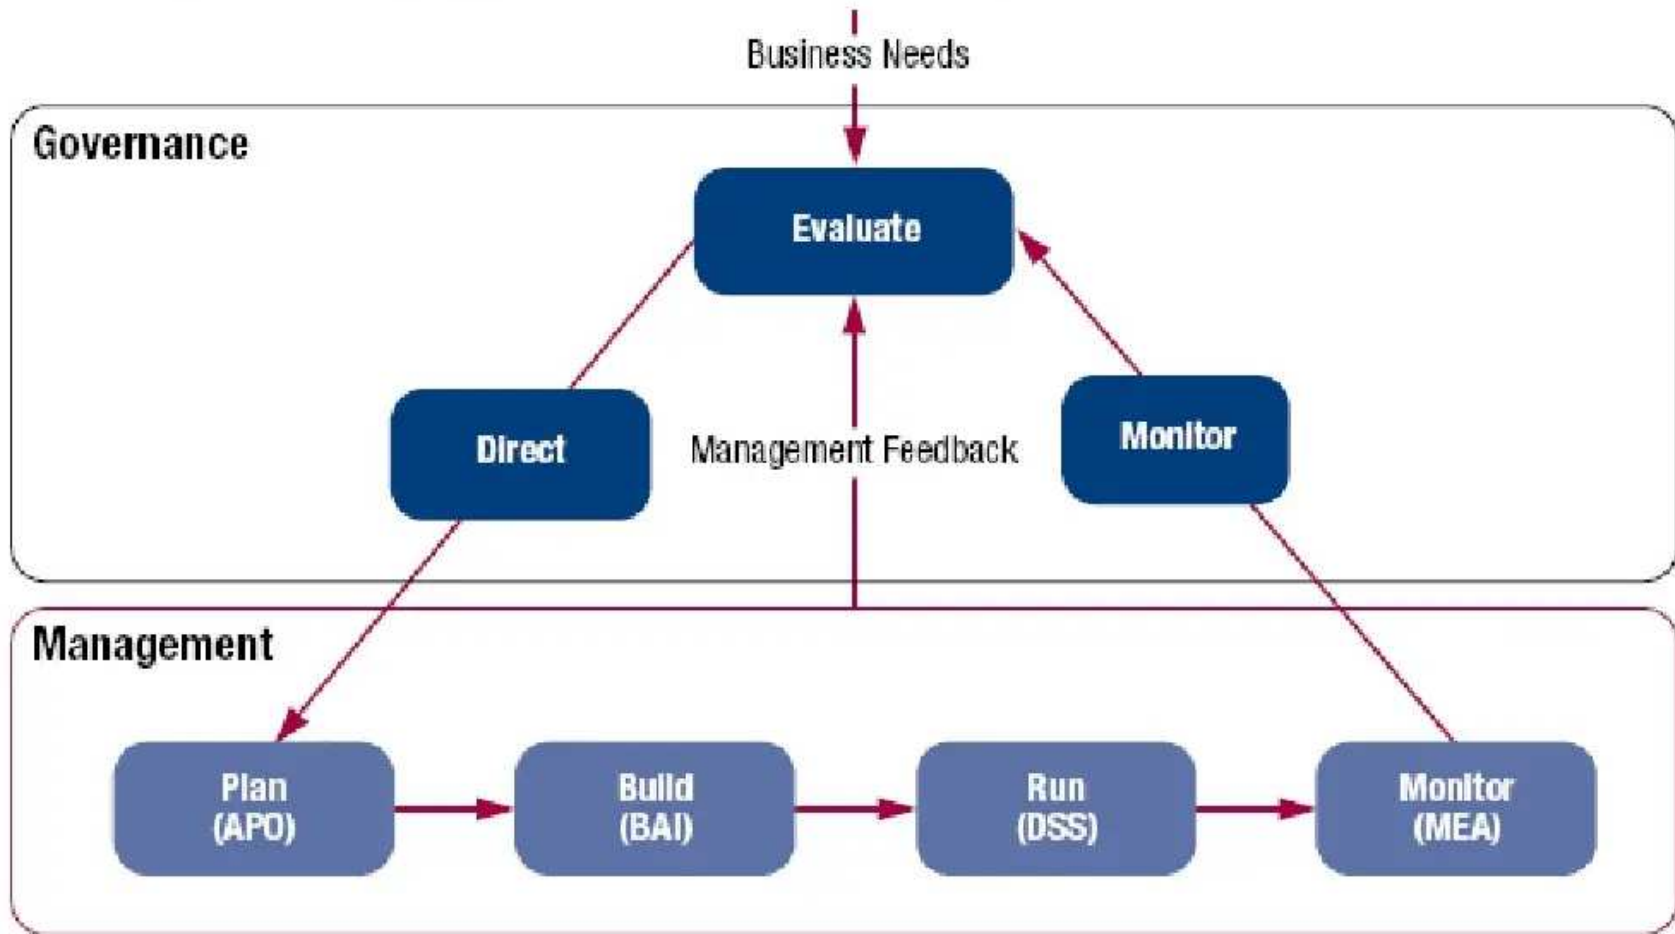 Business Needs
Governance
Evaluate
Direct
Management Feedback
Monitor
Management
Plan
(APO)
Build
(BAI)
Run
(DSS)
Monitor
(MEA)